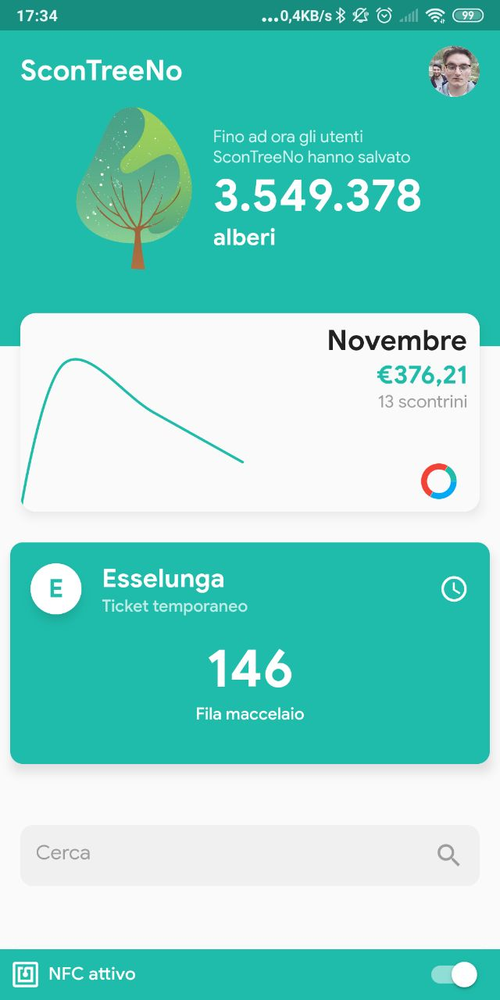 17:34
...0,4KB/s
99
SconTreeNo
Fino ad ora gli utenti
SconTreeNo hanno salvato
3.549.378
alberi
Novembre
€376,21
13 scontrini
E
Esselunga
Ticket temporaneo
146
Fila maccelaio
Cerca
NFC attivo